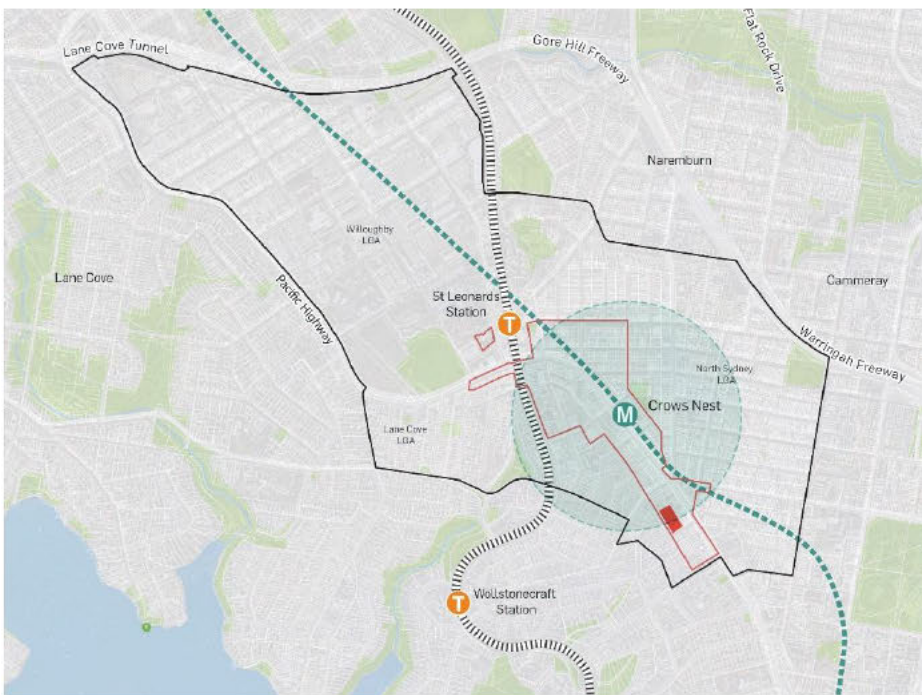 Lane Cove Tunnel
Gore Hill Freeway
Flat Rock Drive
Naremburn
Willoughby
LGA
Lane Cove
Cammeray
Pacific Highway
St Leonards
Station
T
Warringah Freeway
North Sydney
LGA
M
Crows Nest
Lane Cove
LGA
T
Wollstonecraft
Station